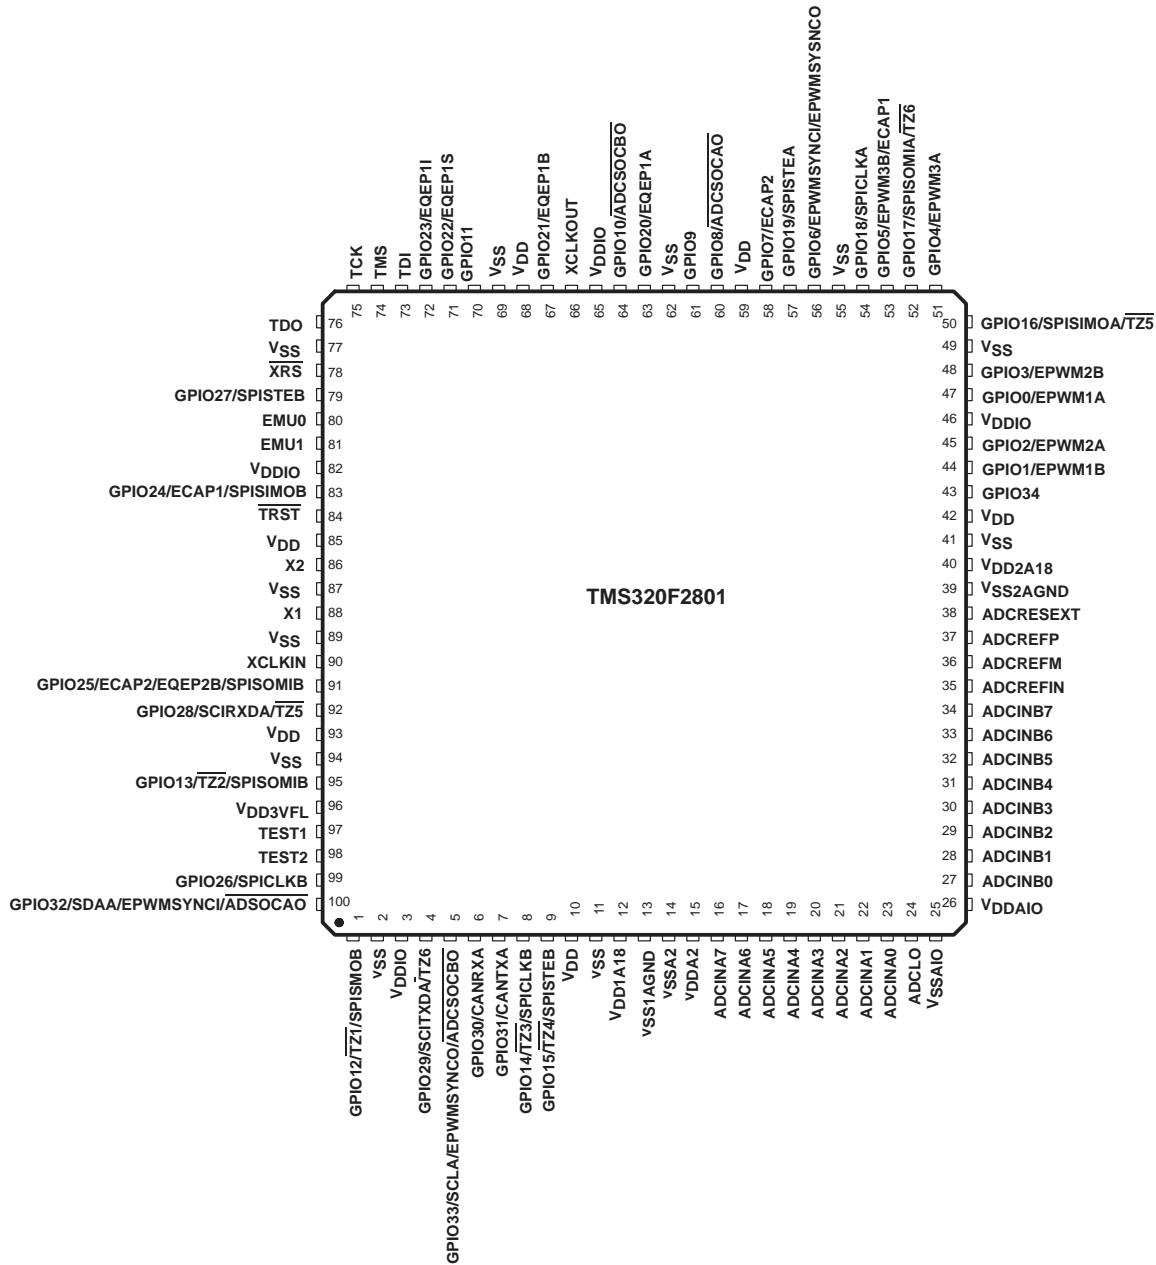 GPIO6/EPWMSYNCI/EPWMSYSNCO
GPIO17/SPISOMIA/TZ6
GPIO5/EPWM3B/ECAP1
GPIO4/EPWM3A
GPIO18/SPICLKA
VSS
GPIO19/SPISTEA
GPIO7/ECAP2
VDD
GPIO8/ADCSOCAO
GPIO9
VSS
GPIO20/EQEP1A
GPIO10/ADCSOCBO
VDDIO
XCLKOUT
GPIO21/EQEP1B
VDD
VSS
GPIO11
GPIO22/EQEP1S
GPIO23/EQEP1I
TDI
TMS
TCK
75 74 73 72 71 70 69 68 67 66 65 64 63 62 61 60 59 58 57 56 55 54 53 52 51
TDO 76
VSS 77
XRS 78
GPIO27/SPISTEB 79
EMU0 80
EMU1 81
VDDIO 82
GPIO24/ECAP1/SPISIMOB 83
TRST 84
VDD 85
X2 86
VSS 87
X1 88
VSS 89
XCLKIN 90
GPIO25/ECAP2/EQEP2B/SPISOMIB 91
GPIO28/SCIRXDA/TZ5 92
VDD 93
VSS 94
GPIO13/TZ2/SPISOMIB 95
VDD3VFL 96
TEST1 97
TEST2 98
GPIO26/SPICLKB 99
GPIO32/SDAA/EPWMSYNCI/ADSOCAO 100
TMS320F2801
50 GPIO16/SPISIMOA/TZ5
49 VSS
48 GPIO3/EPWM2B
47 GPIO0/EPWM1A
46 VDDIO
45 GPIO2/EPWM2A
44 GPIO1/EPWM1B
43 GPIO34
42 VDD
41 VSS
40 VDD2A18
39 VSS2AGND
38 ADCRESEXT
37 ADCREFP
36 ADCREFM
35 ADCREFIN
34 ADCINB7
33 ADCINB6
32 ADCINB5
31 ADCINB4
30 ADCINB3
29 ADCINB2
28 ADCINB1
27 ADCINB0
26 VDDAIO
1 2 3 4 5 6 7 8 9 10 11 12 13 14 15 16 17 18 19 20 21 22 23 24 25
GPIO12/TZ1/SPISMOB
VSS
VDDIO
GPIO29/SCITXDA/TZ6
GPIO33/SCLA/EPWMSYNCO/ADCSOCBO
GPIO30/CANRXA
GPIO31/CANTXA
GPIO14/TZ3/SPICLKB
GPIO15/TZ4/SPISTEB
VDD
VSS
VDD1A18
VSS1AGND
VSSA2
VDDA2
ADCINA7
ADCINA6
ADCINA5
ADCINA4
ADCINA3
ADCINA2
ADCINA1
ADCINA0
ADCLO
VSSAIO